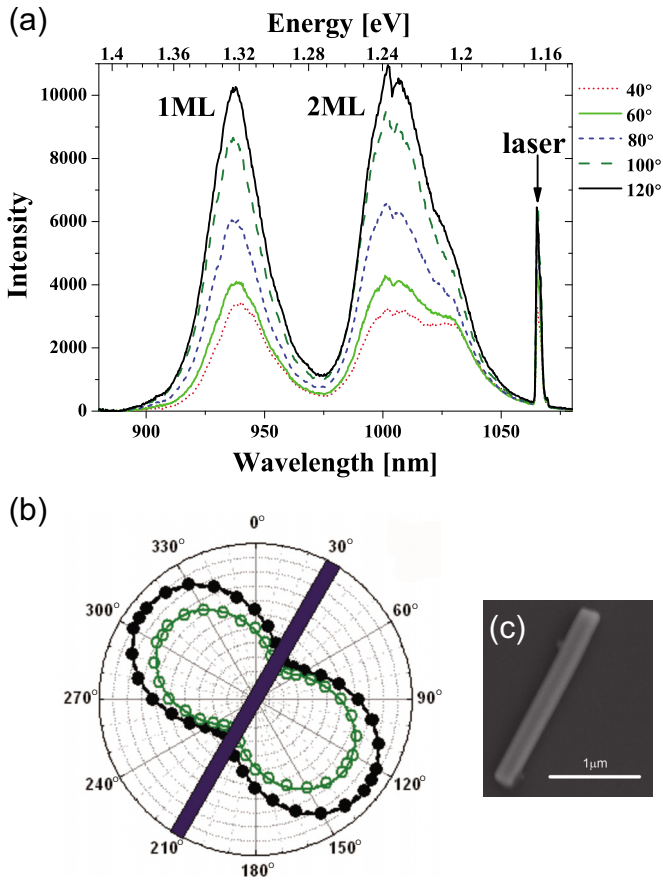 (a)
Energy [eV]
1.4 1.36 1.32 1.28 1.24 1.2 1.16
10000
8000
6000
4000
2000
0
Intensity
1ML
2ML
laser
40°
60°
80°
100°
120°
900 950 1000 1050
Wavelength [nm]
(b)
0°
30°
60°
90°
120°
150°
180°
210°
240°
270°
300°
330°
(c)
1μm